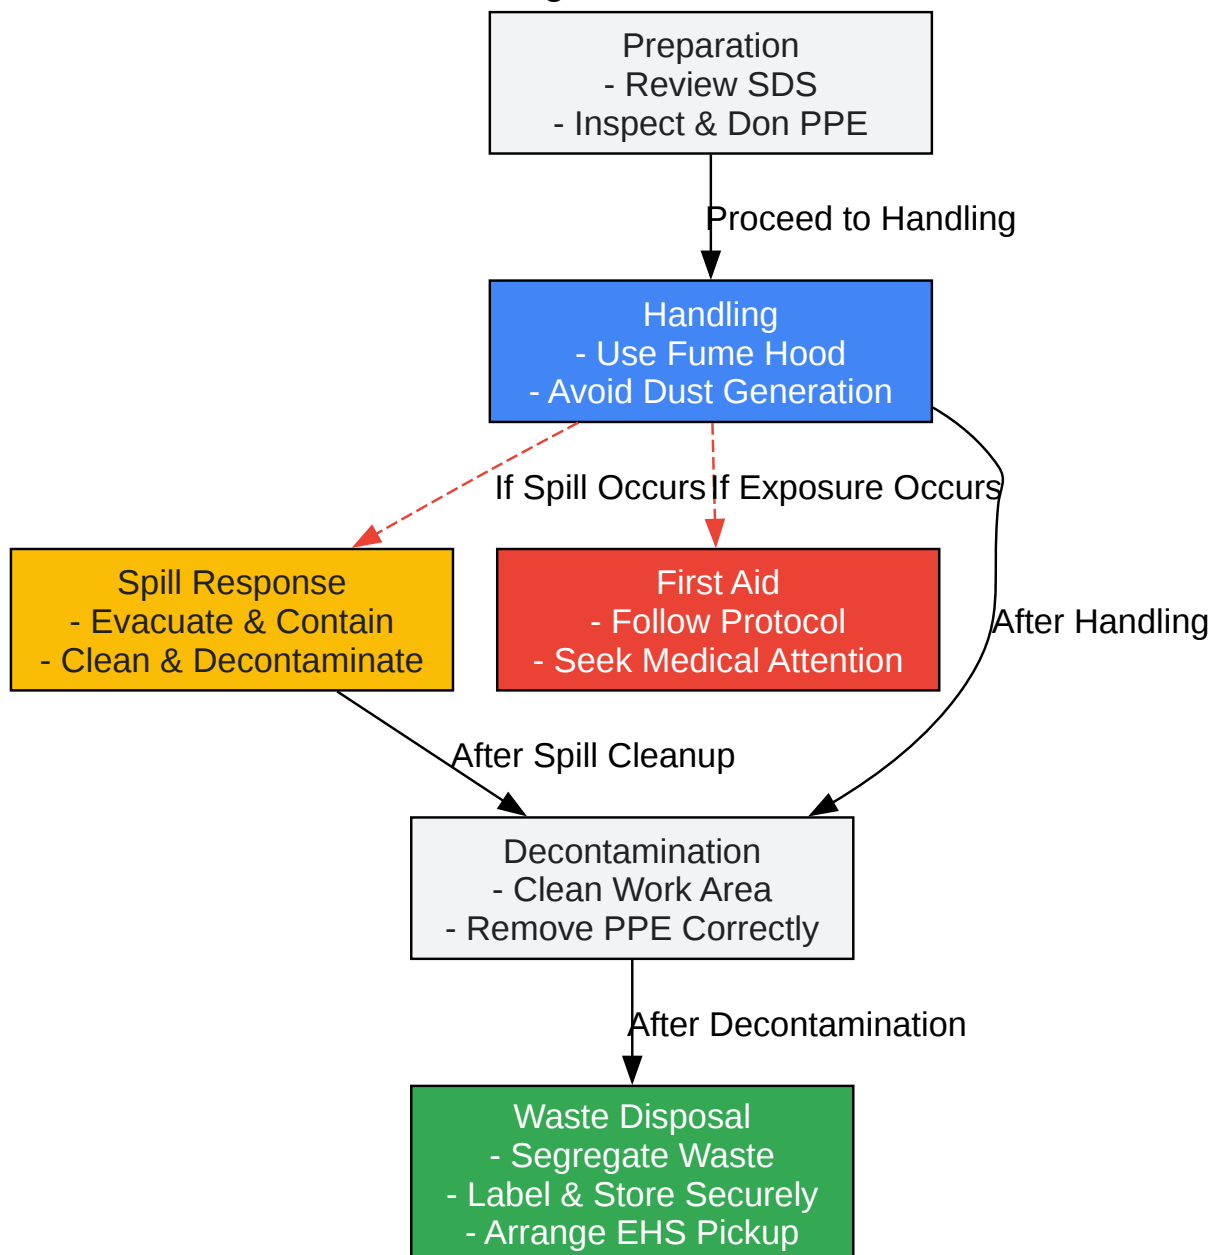 Preparation
- Review SDS
- Inspect & Don PPE
Proceed to Handling
Handling
- Use Fume Hood
- Avoid Dust Generation
If Spill Occurs
If Exposure Occurs
Spill Response
- Evacuate & Contain
- Clean & Decontaminate
First Aid
- Follow Protocol
- Seek Medical Attention
After Handling
After Spill Cleanup
Decontamination
- Clean Work Area
- Remove PPE Correctly
After Decontamination
Waste Disposal
- Segregate Waste
- Label & Store Securely
- Arrange EHS Pickup